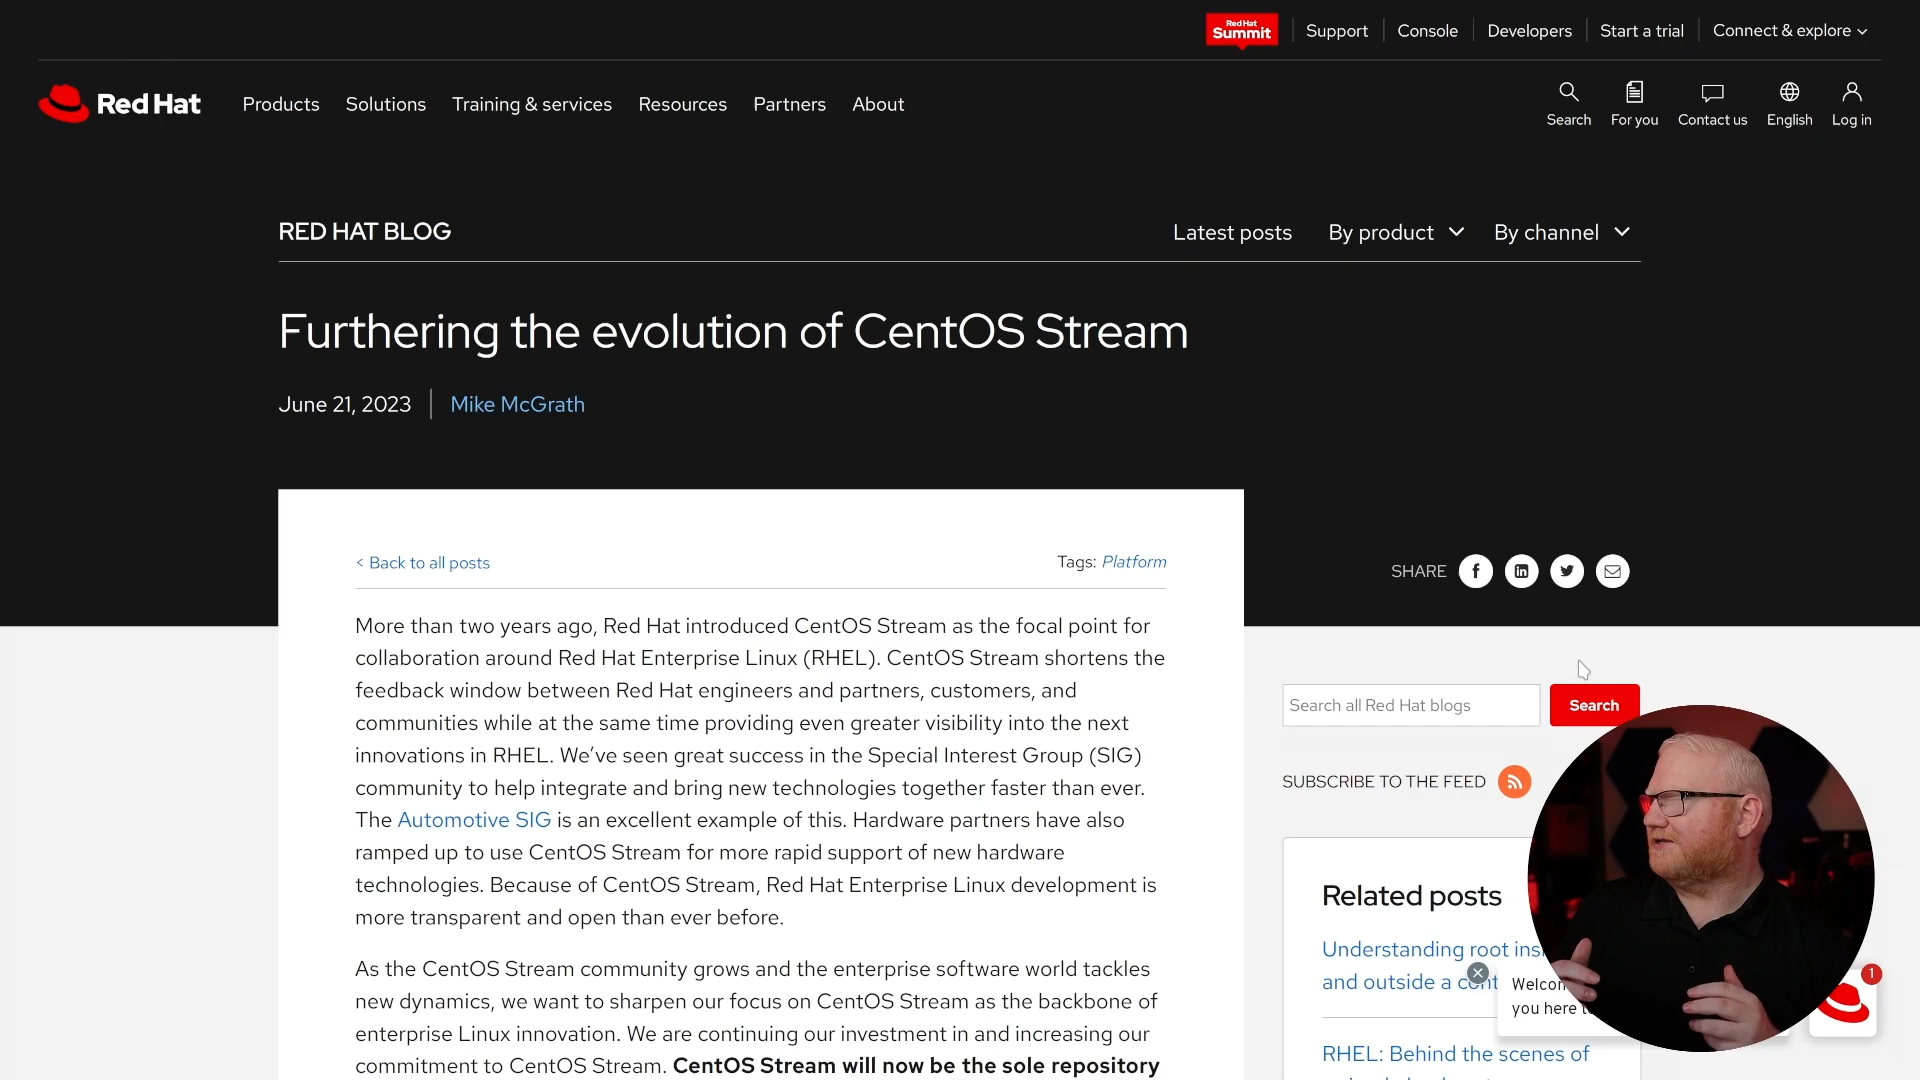 Red Hat
Summit
Support
Console
Developers
Start a trial
Connect & explore
Red Hat
Products
Solutions
Training & services
Resources
Partners
About
Search
For you
Contact us
English
Log in
RED HAT BLOG
Latest posts
By product
By channel
Furthering the evolution of CentOS Stream
June 21, 2023
Mike McGrath
< Back to all posts
Tags: Platform
SHARE
More than two years ago, Red Hat introduced CentOS Stream as the focal point for
collaboration around Red Hat Enterprise Linux (RHEL). CentOS Stream shortens the
feedback window between Red Hat engineers and partners, customers, and
communities while at the same time providing even greater visibility into the next
innovations in RHEL. We’ve seen great success in the Special Interest Group (SIG)
community to help integrate and bring new technologies together faster than ever.
The Automotive SIG is an excellent example of this. Hardware partners have also
ramped up to use CentOS Stream for more rapid support of new hardware
technologies. Because of CentOS Stream, Red Hat Enterprise Linux development is
more transparent and open than ever before.
As the CentOS Stream community grows and the enterprise software world tackles
new dynamics, we want to sharpen our focus on CentOS Stream as the backbone of
enterprise Linux innovation. We are continuing our investment in and increasing our
commitment to CentOS Stream. CentOS Stream will now be the sole repository
Search all Red Hat blogs
Search
SUBSCRIBE TO THE FEED
Related posts
Understanding root
and outside a
you here
1
RHEL: Behind the scenes of